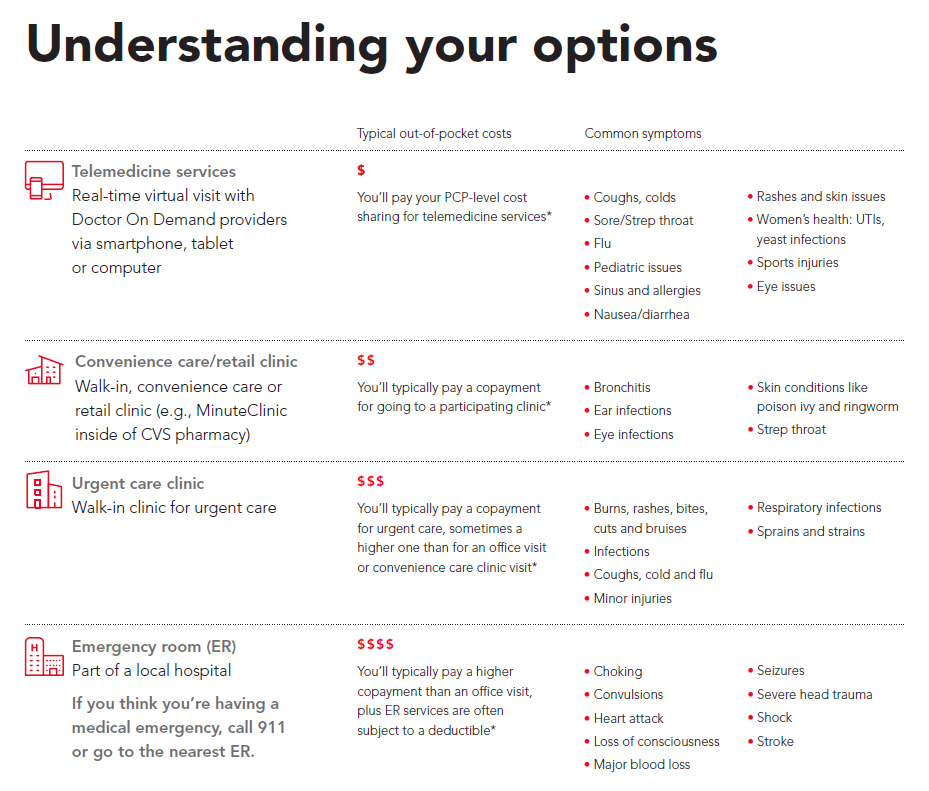 Understanding your options
Typical out-of-pocket costs
Common symptoms
Telemedicine services
Real-time virtual visit with
Doctor On Demand providers
via smartphone, tablet
or computer
$
You'll pay your PCP-level cost
sharing for telemedicine services*
• Coughs, colds
• Sore/Strep throat
• Flu
• Pediatric issues
• Sinus and allergies
• Nausea/diarrhea
• Rashes and skin issues
• Women's health: UTIs,
yeast infections
• Sports injuries
• Eye issues
Convenience care/retail clinic
Walk-in, convenience care or
retail clinic (e.g., MinuteClinic
inside of CVS pharmacy)
$$
You'll typically pay a copayment
for going to a participating clinic*
• Bronchitis
• Ear infections
• Eye infections
• Skin conditions like
poison ivy and ringworm
• Strep throat
Urgent care clinic
Walk-in clinic for urgent care
$$$
You'll typically pay a copayment
for urgent care, sometimes a
higher one than for an office visit
or convenience care clinic visit*
• Burns, rashes, bites,
cuts and bruises
• Infections
• Coughs, cold and flu
• Minor injuries
• Respiratory infections
• Sprains and strains
H
Emergency room (ER)
Part of a local hospital
If you think you're having a
medical emergency, call 911
or go to the nearest ER.
$$$$
You'll typically pay a higher
copayment than an office visit,
plus ER services are often
subject to a deductible*
• Choking
• Convulsions
• Heart attack
• Loss of consciousness
• Major blood loss
• Seizures
• Severe head trauma
• Shock
• Stroke